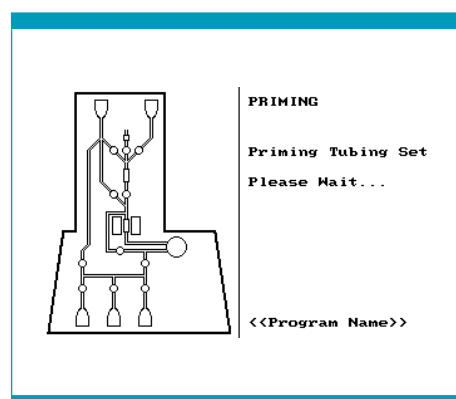 PRIMING
Priming Tubing Set
Please Wait...
<<Program Name>>